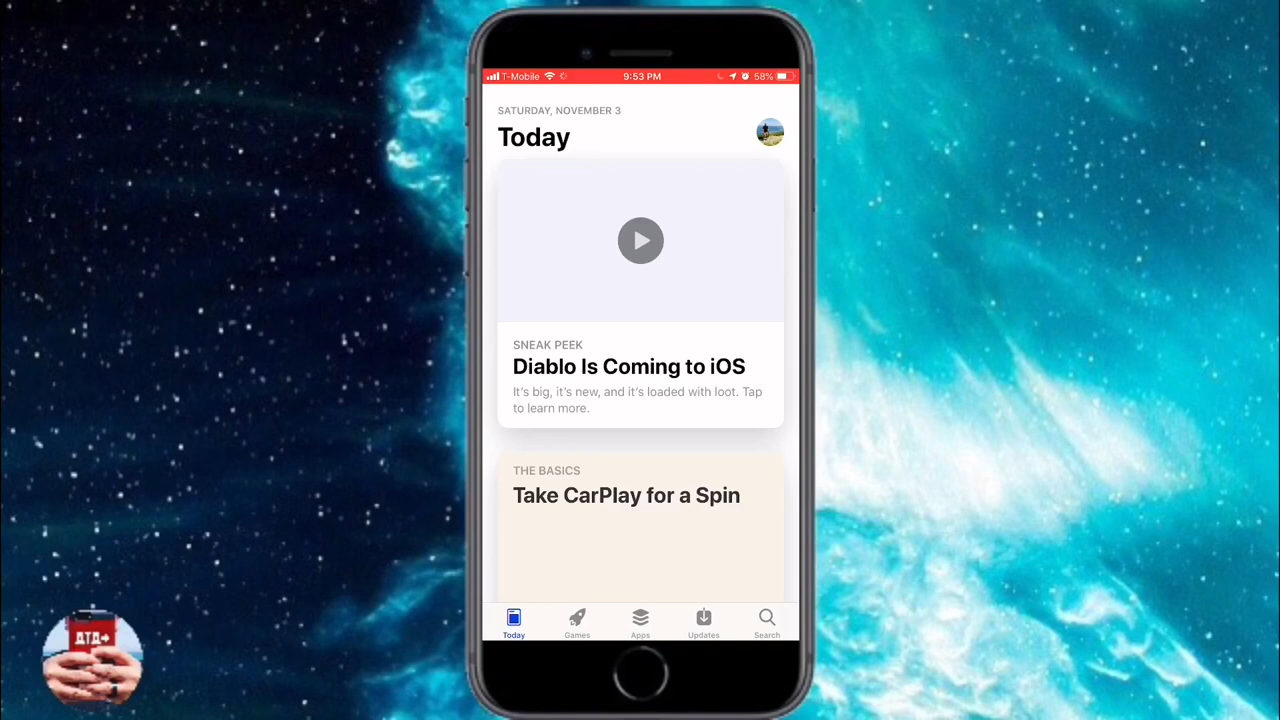 T-Mobile 9:53 PM 58%
SATURDAY, NOVEMBER 3
Today
SNEAK PEEK
Diablo Is Coming to iOS
It's big, it's new, and it's loaded with loot. Tap
to learn more.
THE BASICS
Take CarPlay for a Spin
Today Games Apps Updates Search
ДТД